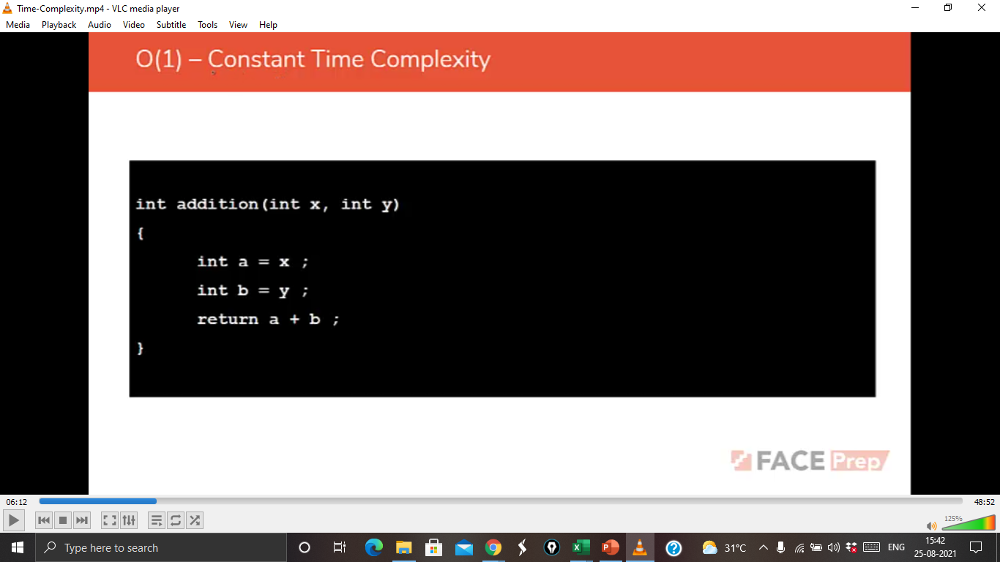 Time-Complexity.mp4 - VLC media player
Media Playback Audio Video Subtitle Tools View Help
O(1) – Constant Time Complexity
int addition(int x, int y)
{
int a = x ;
int b = y ;
return a + b ;
}
FACE Prep
06:12
48:52
125%
Type here to search
31°C
ENG
15:42
25-08-2021